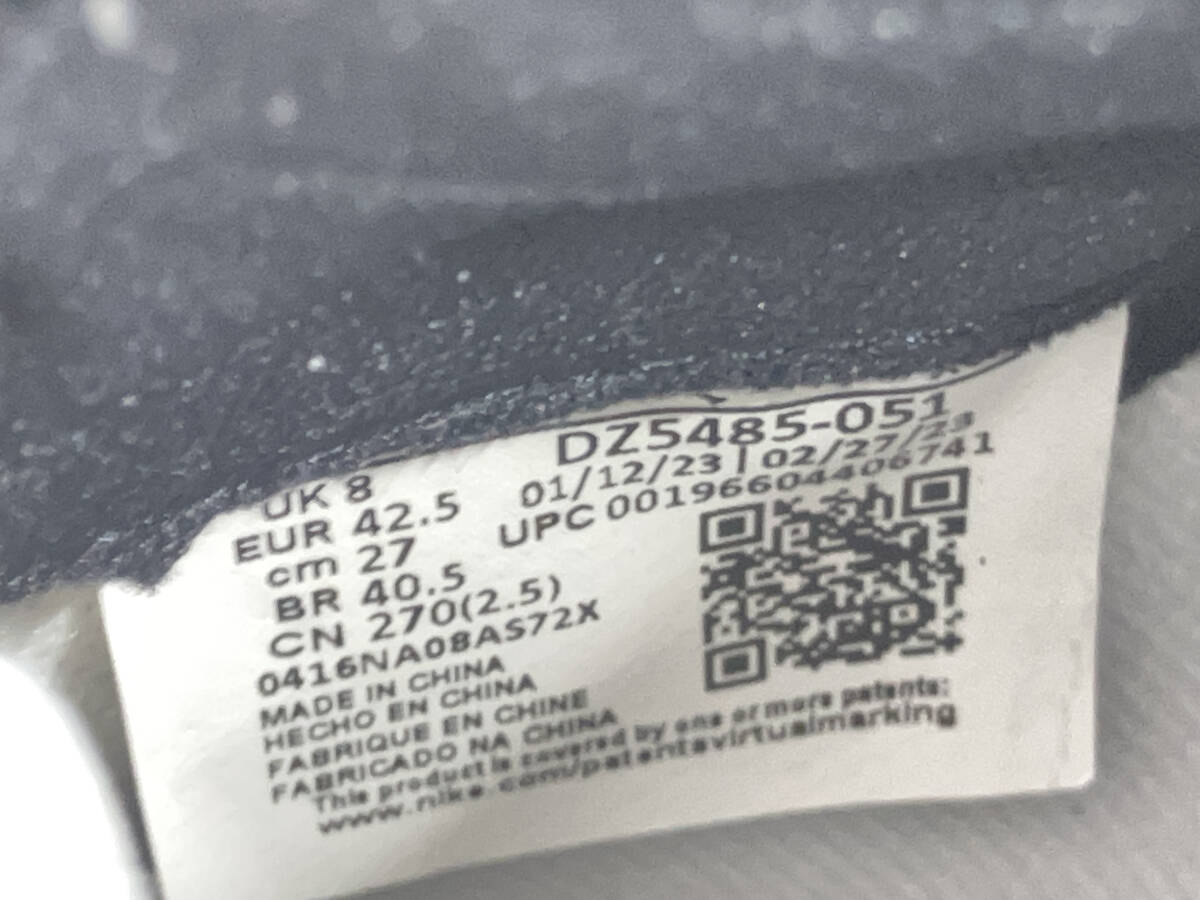 UK 8
EUR 42.5
cm 27
BR 40.5
CN 270(2.5)
DZ5485-051
01/12/23 | 02/27/23
UPC 00196604406741
0416NA08AS72X
MADE IN CHINA
HECHO EN CHINA
FABRIQUE EN CHINE
FABRICADO NA CHINA
This product is covered by one or more patents:
www.nike.com/patentsvirtualmarking